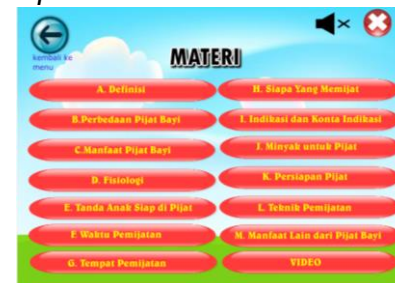 kembali ke
menu
MATERI
A. Definisi
B.Perbedaan Pijat Bayi
C.Manfaat Pijat Bayi
D. Fisiologi
E. Tanda Anak Siap di Pijat
F. Waktu Pemijatan
G. Tempat Pemijatan
H. Siapa Yang Memijat
I. Indikasi dan Konta Indikasi
J. Minyak untuk Pijat
K. Persiapan Pijat
L. Teknik Pemijatan
M. Manfaat Lain dari Pijat Bayi
VIDEO